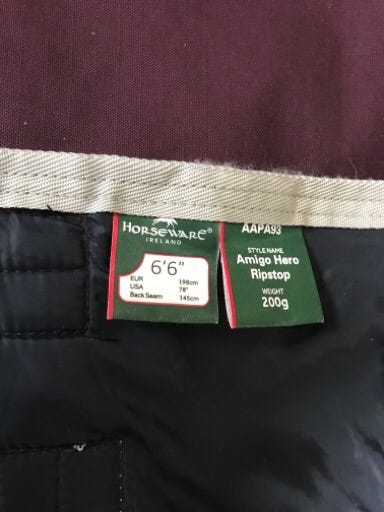 HORSEWARE®
IRELAND
6'6"
EUR 198cm
USA 78"
Back Seam 145cm
AAPA93
STYLE NAME
Amigo Hero
Ripstop
WEIGHT
200g